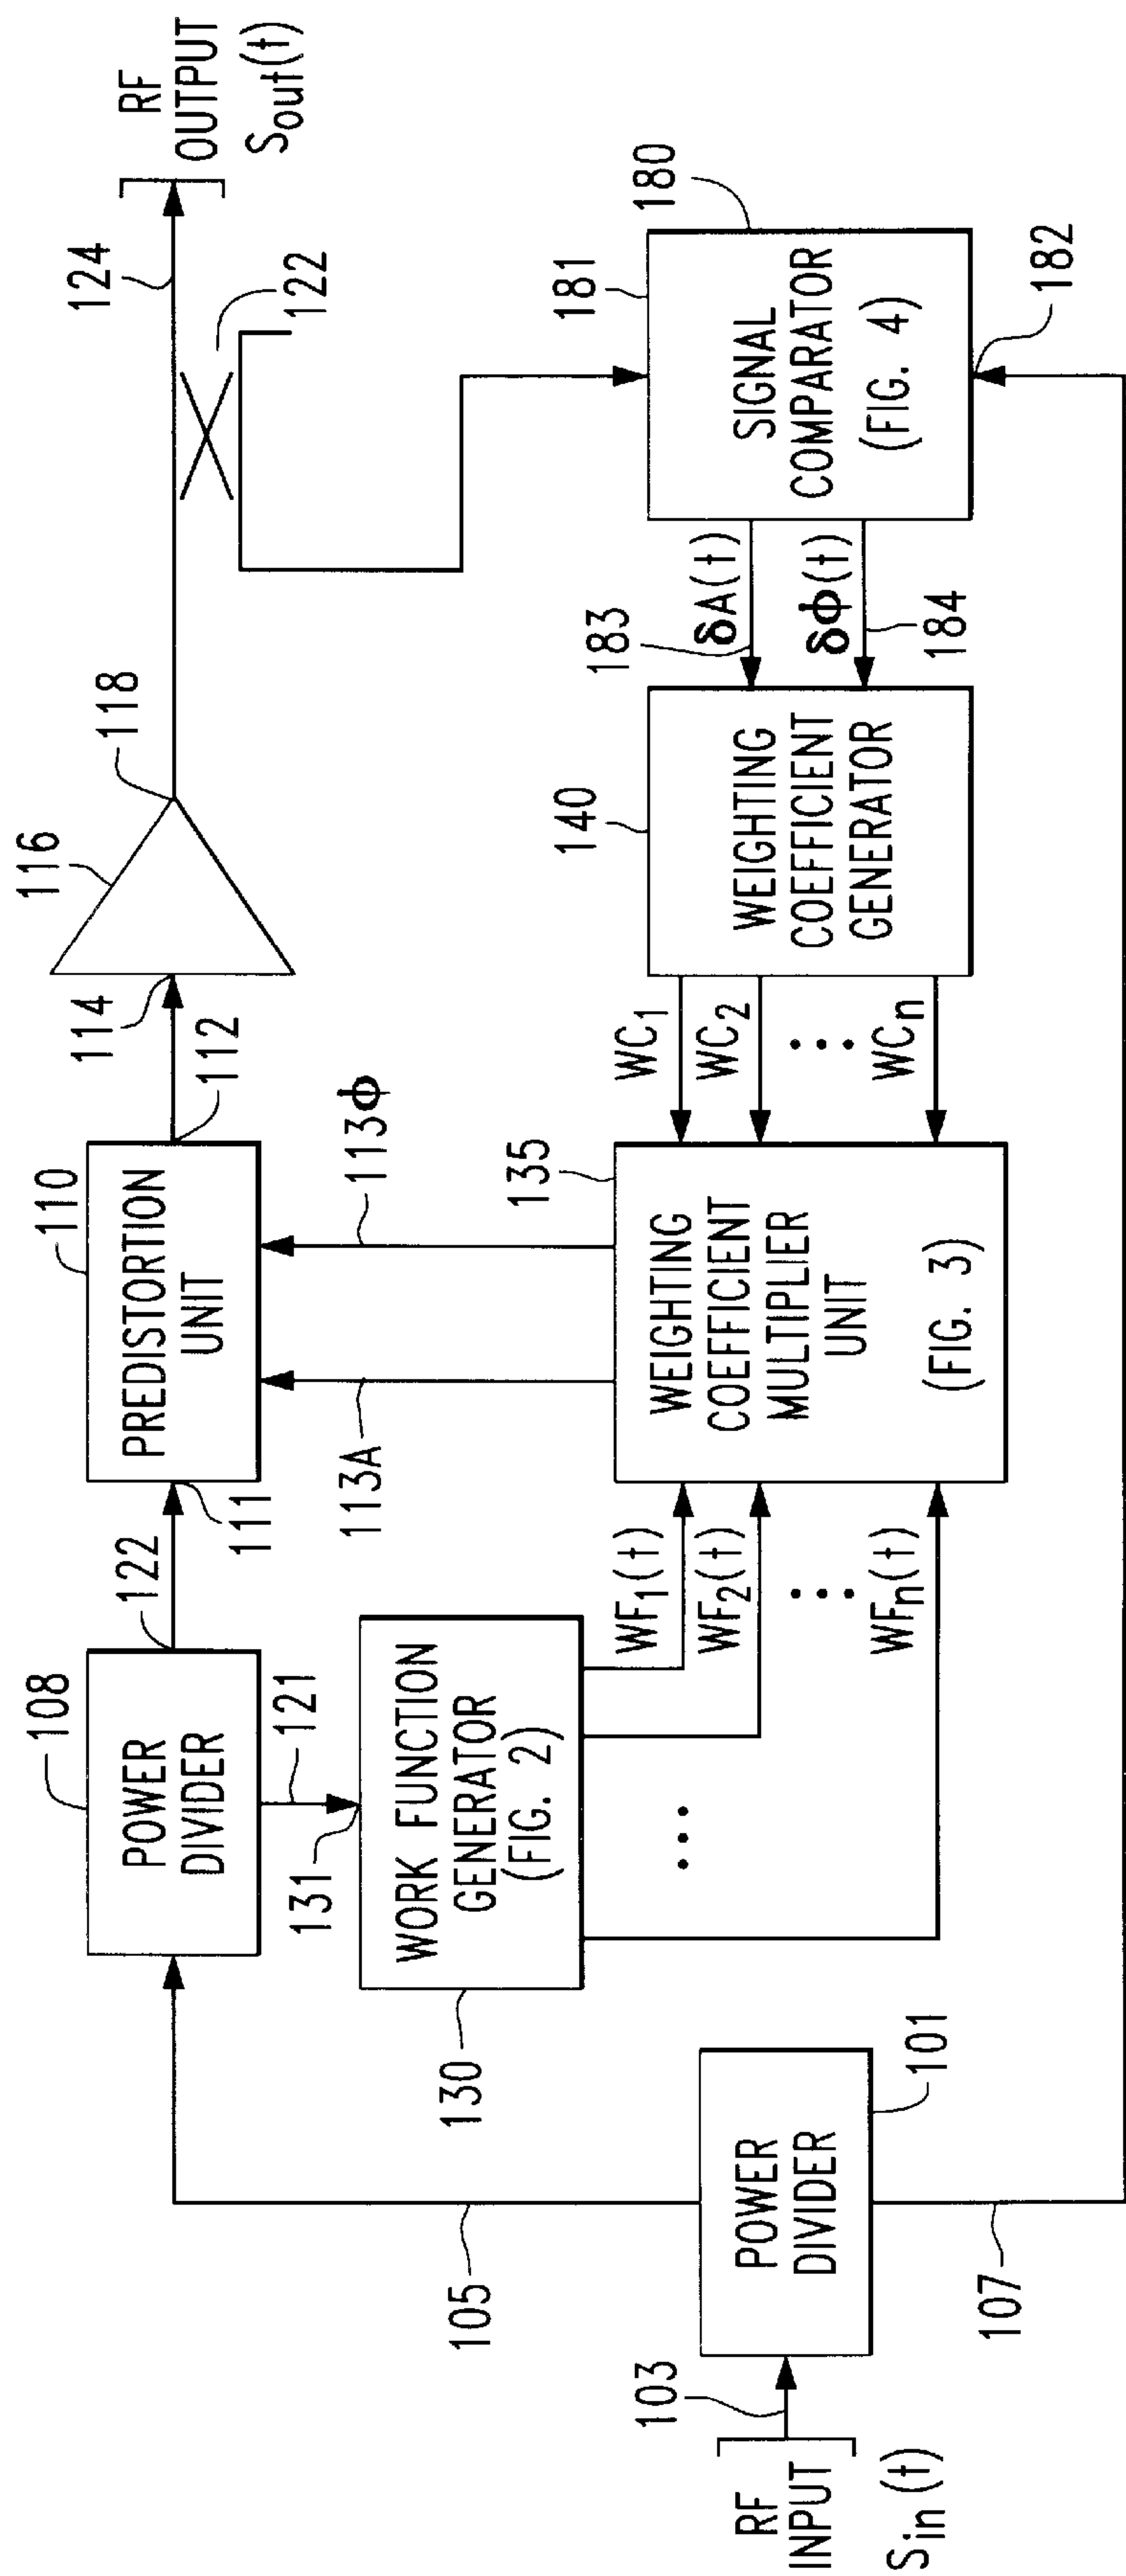 RF
INPUT
Sin (t)
103
POWER
DIVIDER
101
105
107
108
POWER
DIVIDER
122
121
131
WORK FUNCTION
GENERATOR
(FIG. 2)
130
WF1(t)
WF2(t)
...
WFn(t)
...
111
PREDISTORTION
UNIT
110
112
113A
113Φ
WEIGHTING
COEFFICIENT
MULTIPLIER
UNIT
(FIG. 3)
135
WC1
WC2
...
WCn
114
116
118
WEIGHTING
COEFFICIENT
GENERATOR
140
183
δA(t)
δΦ(t)
184
SIGNAL
COMPARATOR
(FIG. 4)
181
180
182
122
124
RF
OUTPUT
Sout(t)